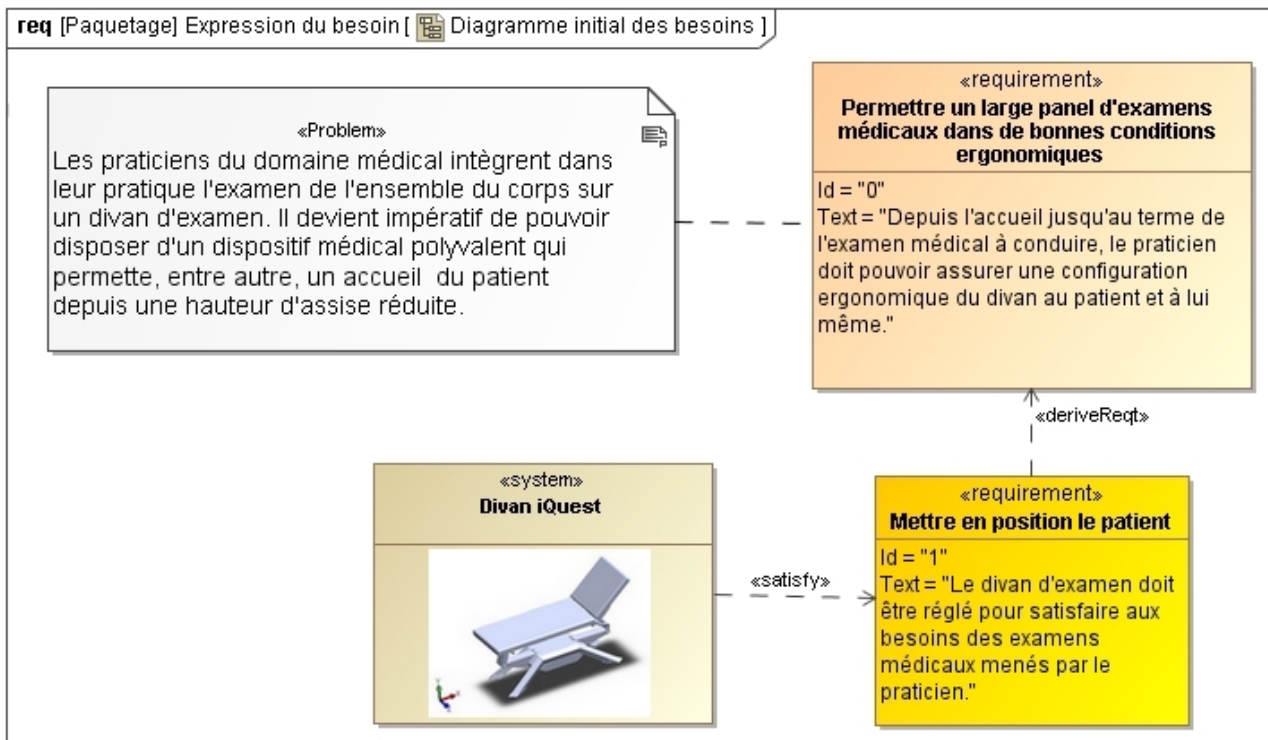 req [Paquetage] Expression du besoin [ Diagramme initial des besoins ]
«Problem»
Les praticiens du domaine médical intègrent dans
leur pratique l'examen de l'ensemble du corps sur
un divan d'examen. Il devient impératif de pouvoir
disposer d'un dispositif médical polyvalent qui
permette, entre autre, un accueil  du patient
depuis une hauteur d'assise réduite.
«requirement»
Permettre un large panel d'examens
médicaux dans de bonnes conditions
ergonomiques
Id = "0"
Text = "Depuis l'accueil jusqu'au terme de
l'examen médical à conduire, le praticien
doit pouvoir assurer une configuration
ergonomique du divan au patient et à lui
même."
«deriveReqt»
«system»
Divan iQuest
«satisfy»
«requirement»
Mettre en position le patient
Id = "1"
Text = "Le divan d'examen doit
être réglé pour satisfaire aux
besoins des examens
médicaux menés par le
praticien."